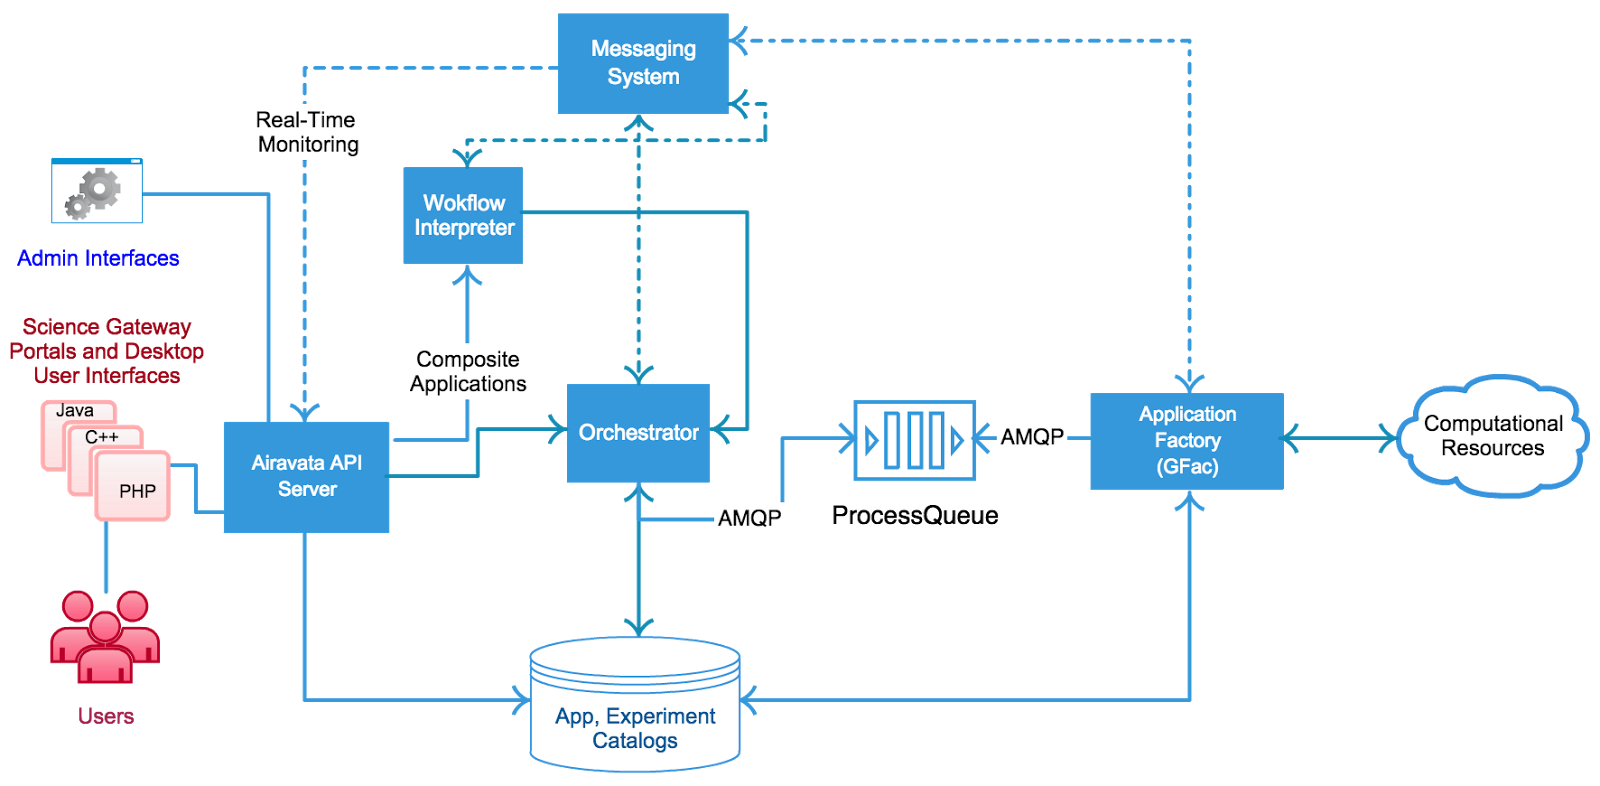 Messaging
System
Real-Time
Monitoring
Wokflow
Interpreter
Admin Interfaces
Science Gateway
Portals and Desktop
User Interfaces
Composite
Applications
Java
C++
PHP
Airavata API
Server
Orchestrator
AMQP
ProcessQueue
AMQP
Application
Factory
(GFac)
Computational
Resources
Users
App, Experiment
Catalogs